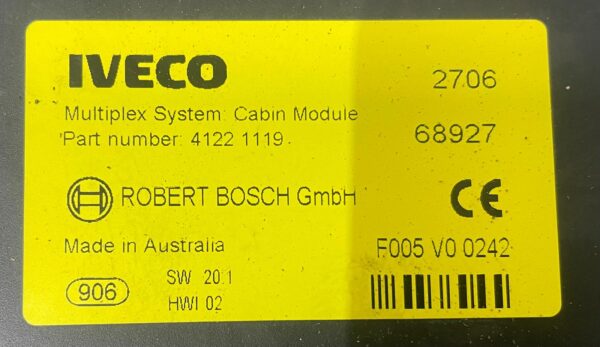 IVECO
2706
Multiplex System: Cabin Module
Part number: 4122 1119
68927
ROBERT BOSCH GmbH
CE
Made in Australia
F005 V0 0242
906
SW 20.1
HWI 02